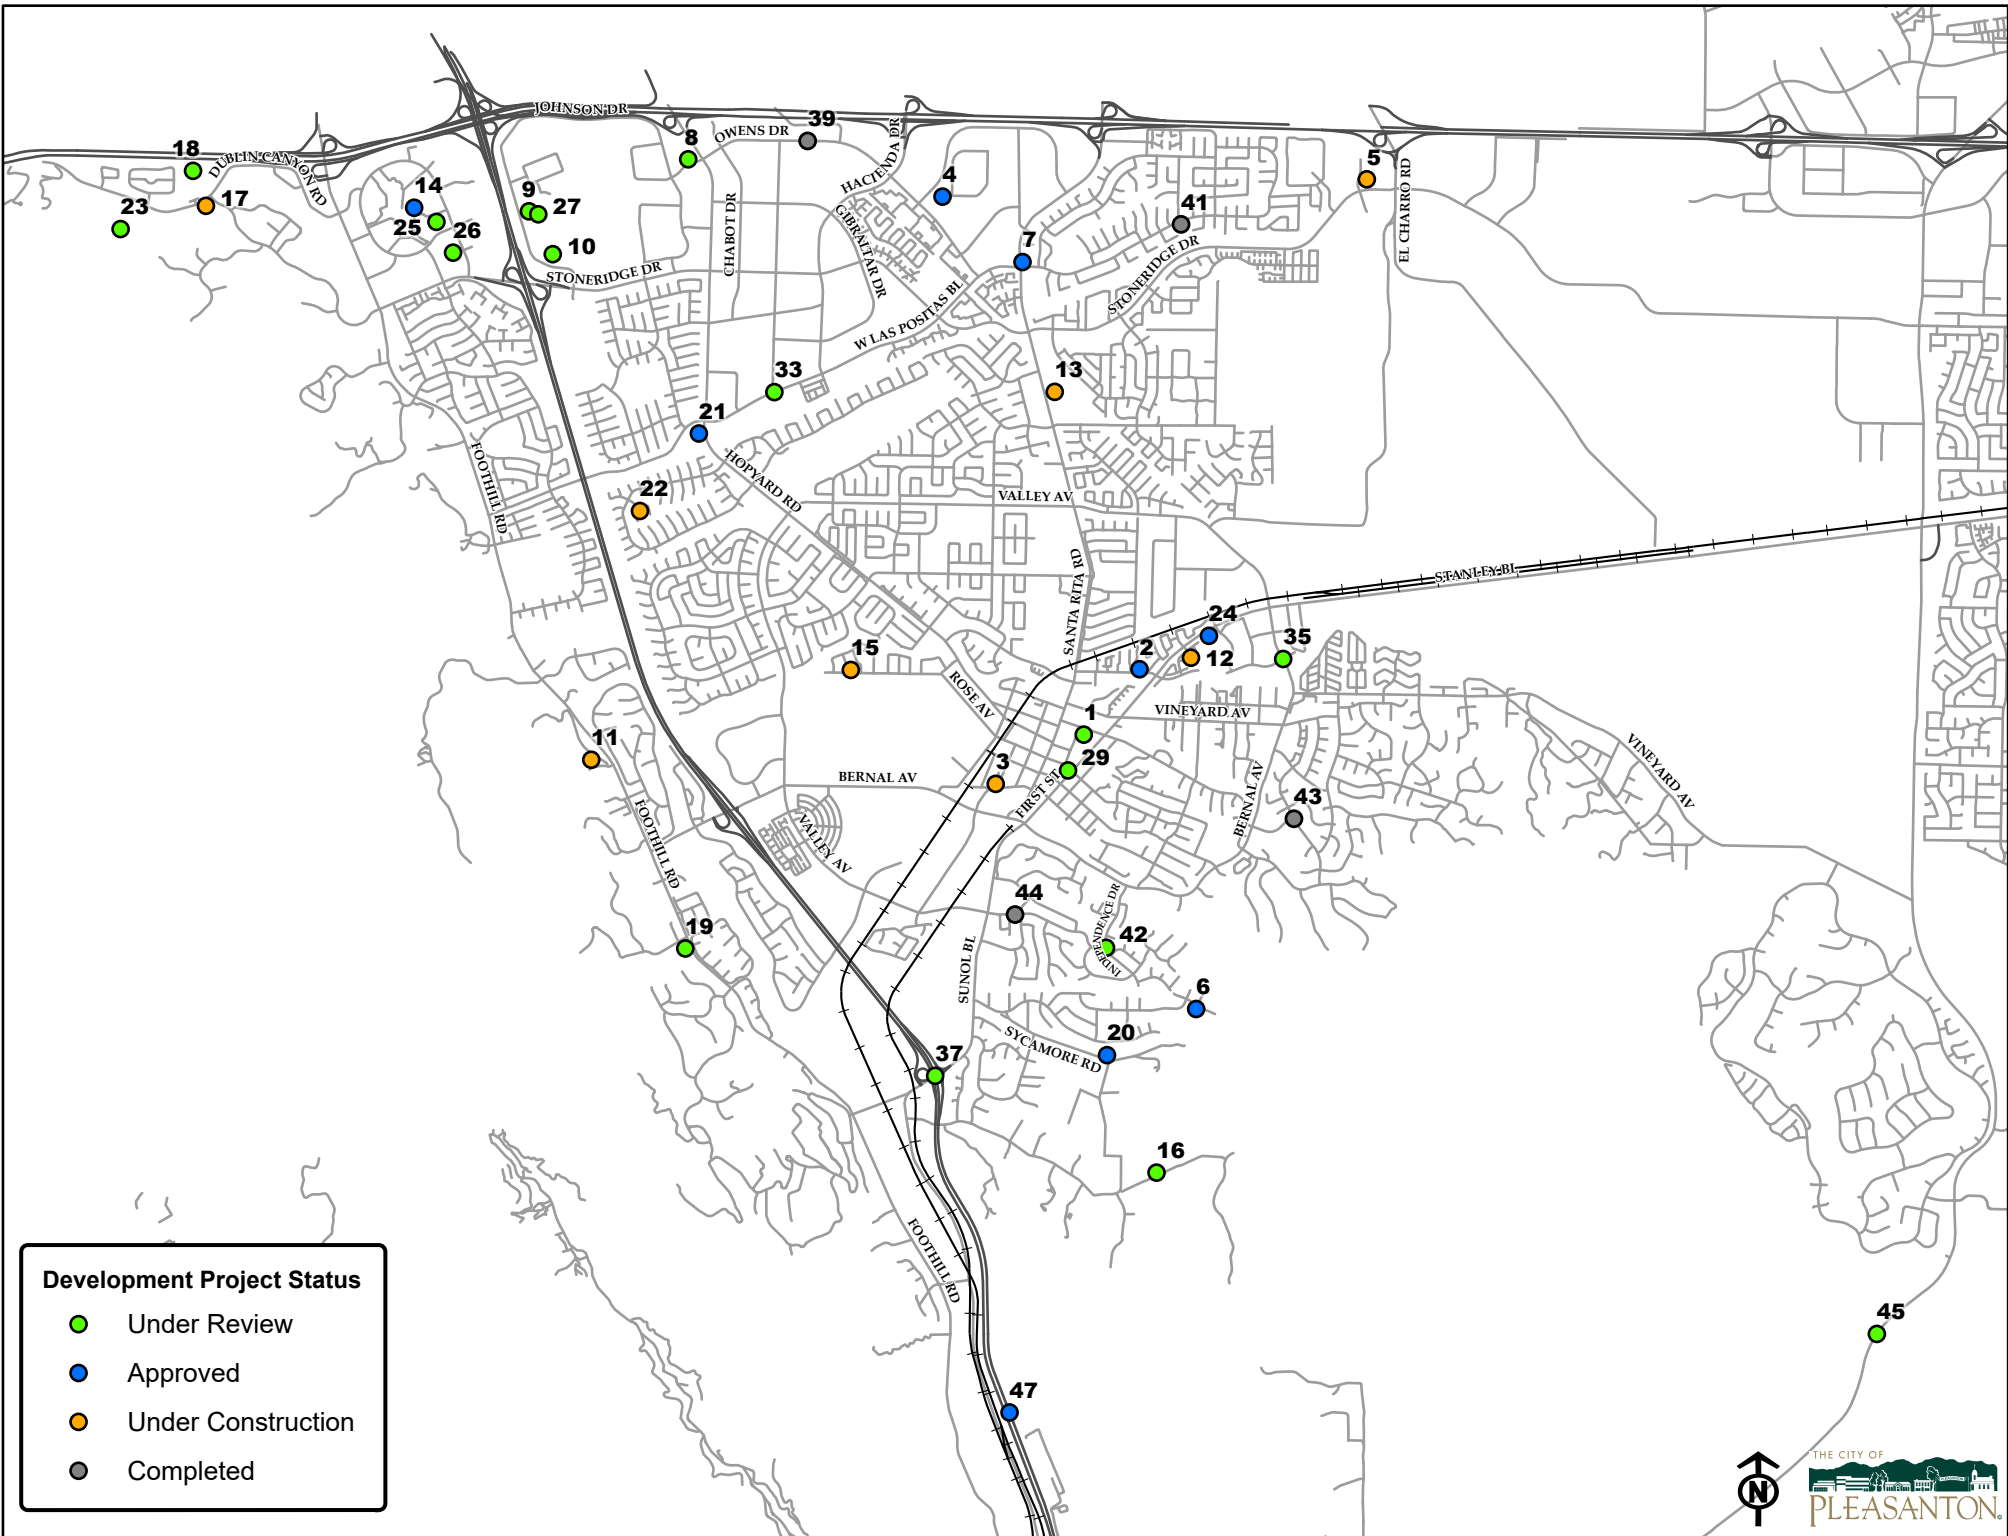 JOHNSON DR
39
8
OWENS DR
18
DUBLIN CANYON RD
HACIENDA DR
5
EL CHARRO RD
14
4
17
9
27
23
25
CHABOT DR
GIBRALTAR DR
41
26
10
7
STONERIDGE DR
STONERIDGE DR
W LAS POSITAS BL
33
13
21
FOOTHILL RD
HOPYARD RD
22
VALLEY AV
SANTA RITA RD
STANLEY BL
24
35
15
2
12
ROSE AV
VINEYARD AV
1
11
29
3
VINEYARD AV
BERNAL AV
FIRST ST
BERNAL AV
43
FOOTHILL RD
VALLEY AV
44
INDEPENDENCE DR
19
42
SUNOL BL
6
20
SYCAMORE RD
37
16
FOOTHILL RD
45
47
Development Project Status
Under Review
Approved
Under Construction
Completed
N
THE CITY OF
PLEASANTON